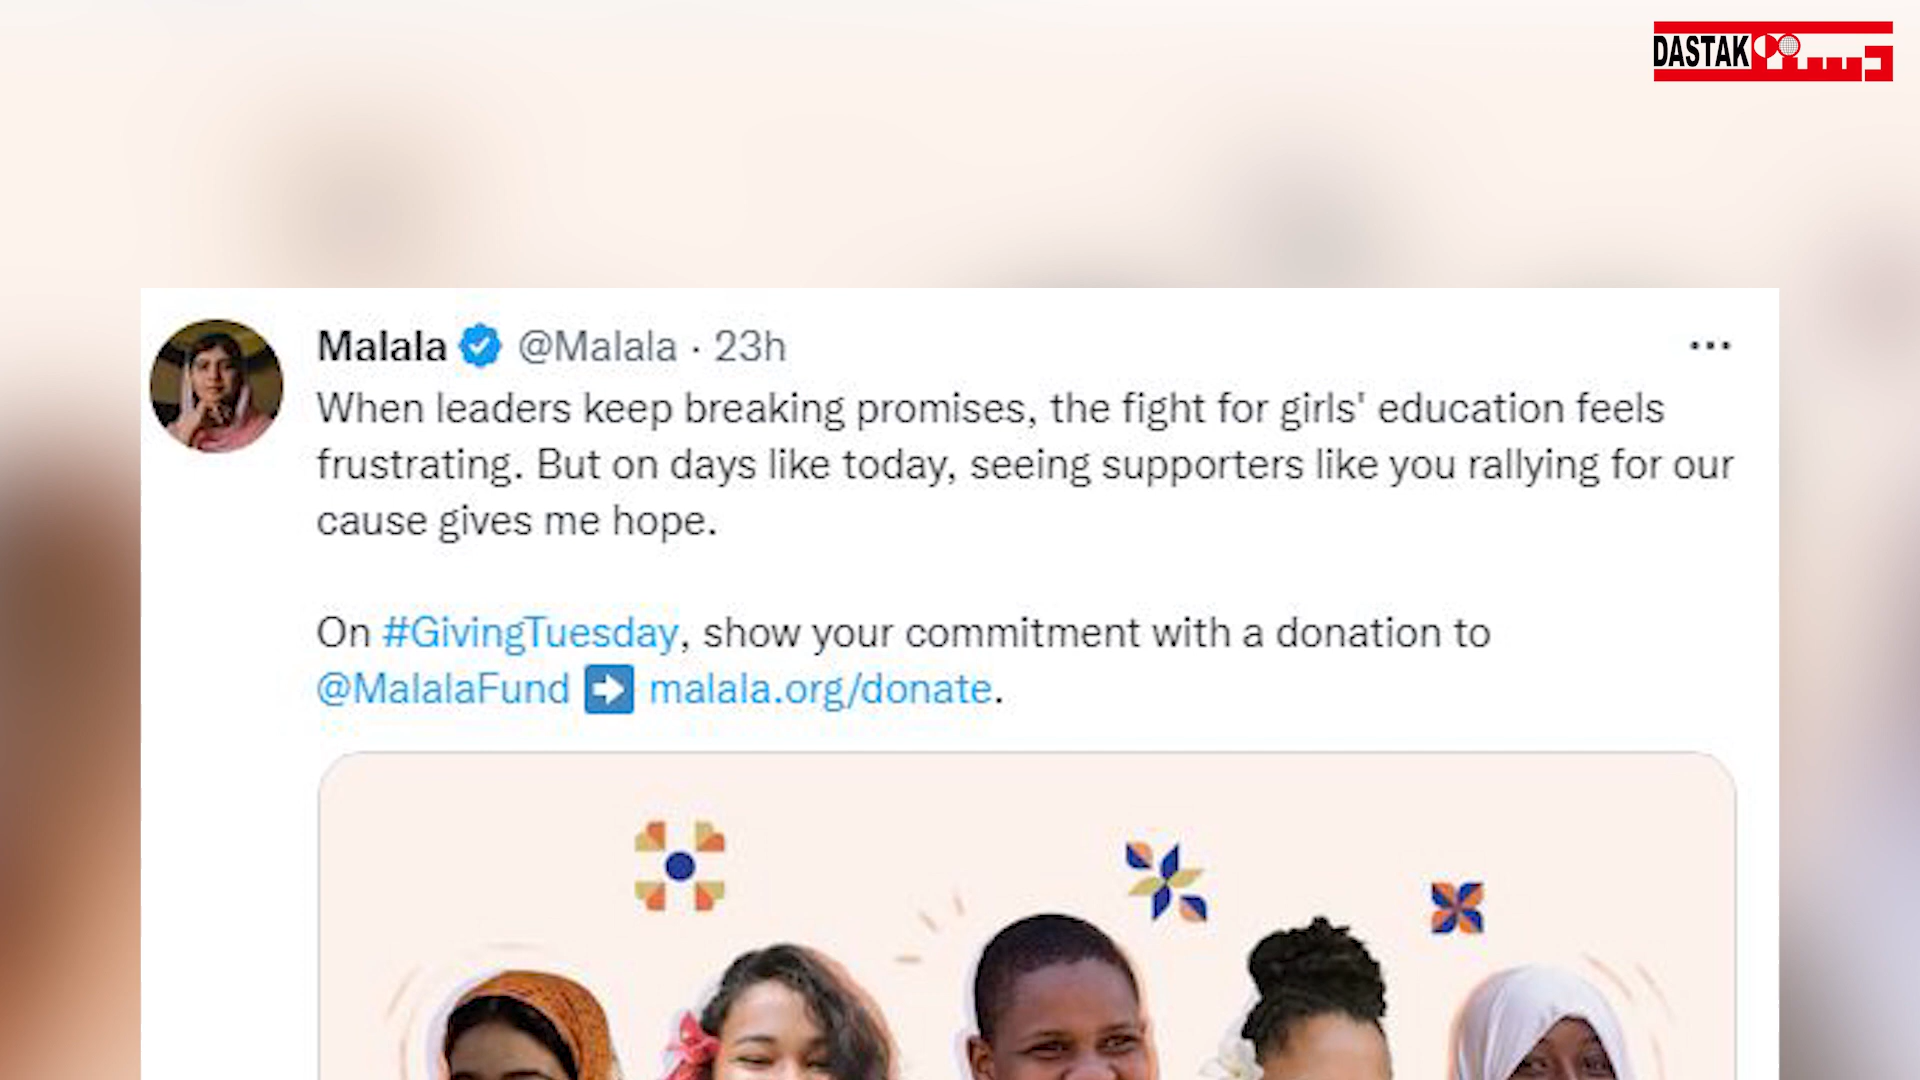 DASTAK دستک
Malala @Malala · 23h
When leaders keep breaking promises, the fight for girls' education feels
frustrating. But on days like today, seeing supporters like you rallying for our
cause gives me hope.
On #GivingTuesday, show your commitment with a donation to
@MalalaFund ➡️ malala.org/donate.